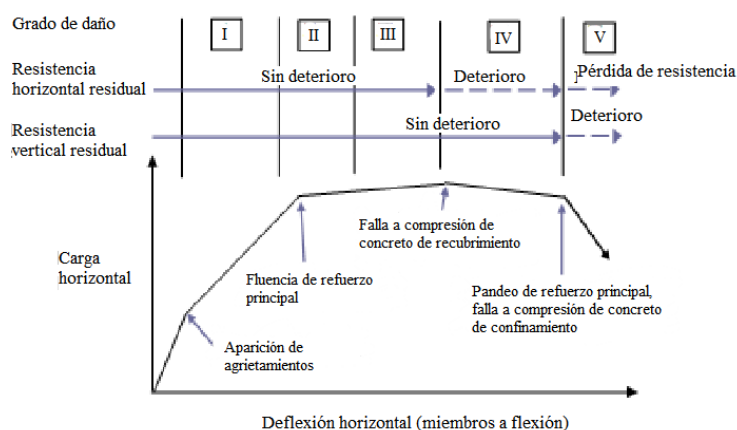 Grado de daño
I
II
III
IV
V
Resistencia
horizontal residual
Sin deterioro
Deterioro
Pérdida de resistencia
Resistencia
vertical residual
Sin deterioro
Deterioro
Carga
horizontal
Falla a compresión de
concreto de recubrimiento
Fluencia de refuerzo
principal
Pandeo de refuerzo principal,
falla a compresión de concreto
de confinamiento
Aparición de
agrietamientos
Deflexión horizontal (miembros a flexión)